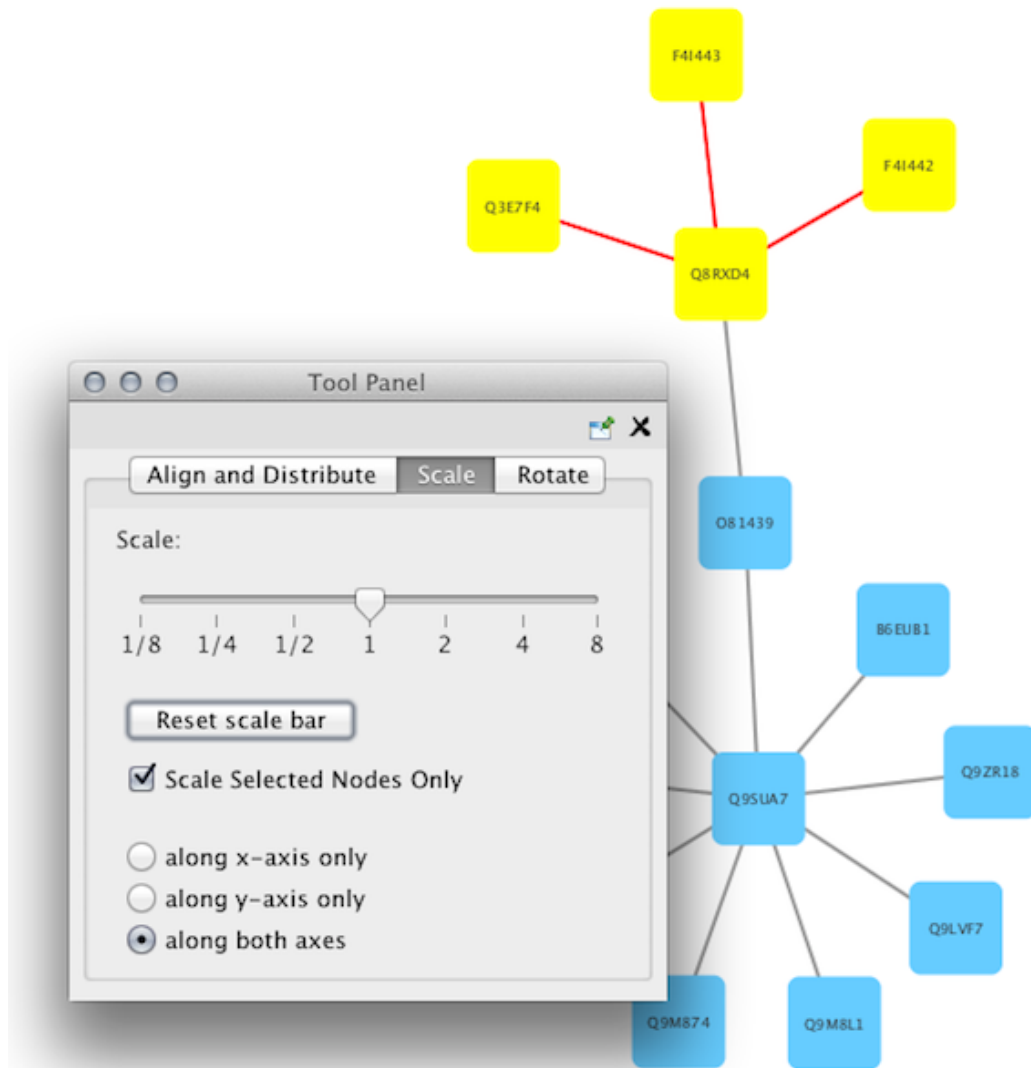 F4I443
F4I442
Q3E7F4
Q8RXD4
Tool Panel
Align and Distribute Scale Rotate
O81439
Scale:
B6EUB1
1/8 1/4 1/2 1 2 4 8
Reset scale bar
Scale Selected Nodes Only
Q9ZR18
Q9SUA7
along x-axis only
along y-axis only
along both axes
Q9LVF7
Q9M874
Q9M8L1